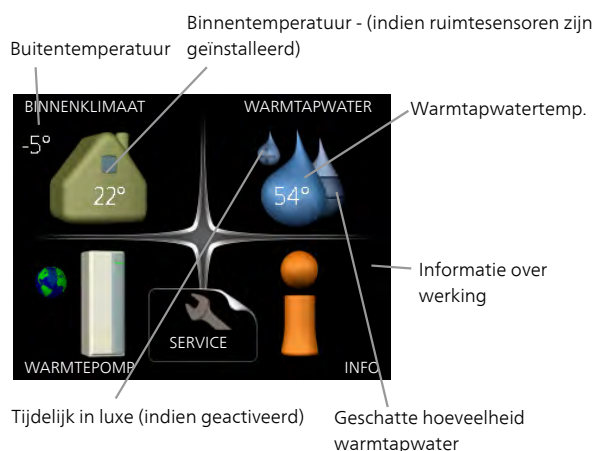 Binnentemperatuur - (indien ruimtesensoren zijn
geïnstalleerd)
Buitentemperatuur
BINNENKLIMAAT
WARMTAPWATER
Warmtapwatertemp.
-5°
22°
54°
Informatie over
werking
SERVICE
WARMTEPOMP
INFO
Tijdelijk in luxe (indien geactiveerd)
Geschatte hoeveelheid
warmtapwater